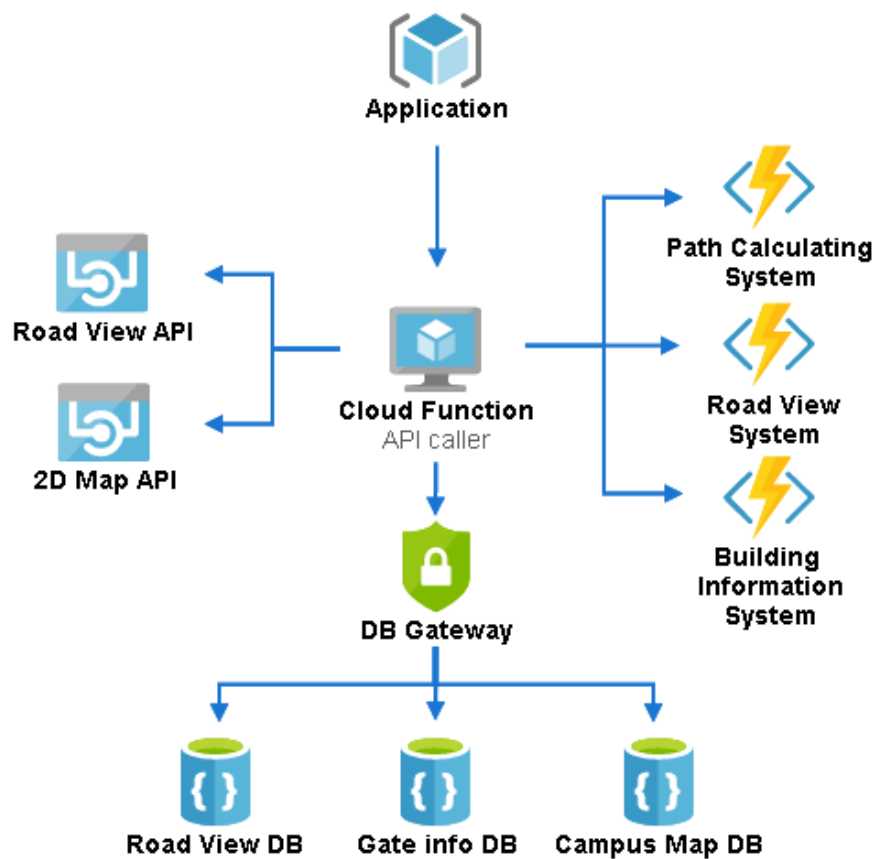 Application
Path Calculating
System
Road View API
Road View
System
Cloud Function
API caller
2D Map API
Building
Information
System
DB Gateway
{ }
{ }
{ }
Road View DB
Gate info DB
Campus Map DB